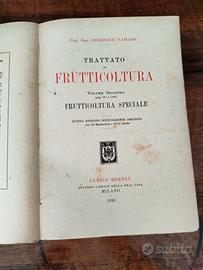 Prof. Dott. DOMENICO TAMARO
TRATTATO
DI
FRUTTICOLTURA
VOLUME SECONDO
FRUTTICOLTURA SPECIALE
QUINTA EDIZIONE NOTEVOLMENTE AMPLIATA
ULRICO HOEPLI
EDITORE LIBRAIO DELLA REAL CASA
MILANO
1935
subito